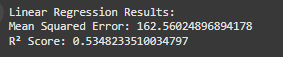 Linear Regression Results:
Mean Squared Error: 162.56024896894178
R² Score: 0.5348233510034797